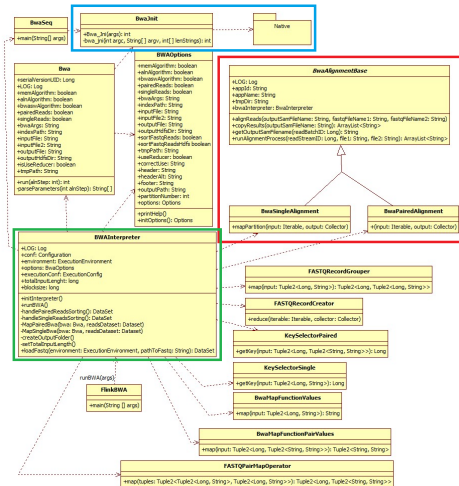 BwaSeq
+main(String[] args)
BwaJnit
+Bwa_Jni(args): int
-bwa_jni(int argc, String[] argv, int[] lenStrings): int
Native
Bwa
+serialVersionUID: Long
+LOG: Log
+memAlgorithm: boolean
+alnAlgorithm: boolean
+bwaswAlgorithm: boolean
+pairedReads: boolean
+singleReads: boolean
+bwaArgs: String
+indexPath: String
+inputFile: String
+inputFile2: String
+outputFile: String
+outputHdfsDir: String
+isUseReducer: boolean
+tmpPath: String
+run(alnStep: int): int
-parseParameters(int alnStep): String[]
BWAOptions
+memAlgorithm: boolean
+alnAlgorithm: boolean
+bwaswAlgorithm: boolean
+pairedReads: boolean
+singleReads: boolean
+bwaArgs: String
+indexPath: String
+inputFile: String
+inputFile2: String
+outputFile: String
+outputHdfsDir: String
+sortFastqReads: boolean
+sortFastqReadsHdfs: boolean
+tmpPath: String
+useReducer: boolean
+correctUse: String
+header: String
+headerAlt: String
+footer: String
+outputPath: String
+partitionNumber: int
+options: Options
+printHelp()
-initOptions(): Options
BwaAlignmentBase
+LOG: Log
+appId: String
+appName: String
+tmpDir: String
+bwaInterpreter: BwaInterpreter
+alignReads(outputSamFileName: String, fastqFileName1: String, fastqFileName2: String)
+copyResults(outputSamFileName: String): ArrayList<String>
+getOutputSamFilename(readBatchID: Long): String
+runAlignmentProcess(readStreamID: Long, file1: String, file2: String): ArrayList<String>
BwaSingleAlignment
+mapPartition(input: Iterable, output: Collector)
BwaPairedAlignment
+(input: Iterable, output: Collector)
BWAInterpreter
+LOG: Log
+conf: Configuration
+environment: ExecutionEnvironment
+options: BwaOptions
+executionConf: ExecutionConfig
+totalInputLenght: long
+blocksize: long
-initInterpreter()
+runBWA()
-handlePairedReadsSorting(): DataSet
-handleSingleReadsSorting(): DataSet
-MapPairedBwa(bwa: Bwa, readsDataset: Dataset)
-MapSingleBwa(bwa: Bwa, readsDataset: Dataset)
-createOutputFolder()
-setTotalInputLength()
+loadFastq(environment: ExecutionEnvironment, pathToFastq: String): DataSet
FASTQRecordGrouper
+map(input: Tuple2<Long, String>): Tuple2<Long, Tuple2<Long, String>>
FASTQRecordCreator
+reduce(iterable: Iterable, collector: Collector)
KeySelectorPaired
+getKey(input: Tuple2<Long, Tuple2<String, String>>): Long
KeySelectorSingle
+getKey(input: Tuple2<Long, String>): Long
BwaMapFunctionValues
+map(input: Tuple2<Long, String>): String
BwaMapFunctionPairValues
+map(input: Tuple2<Long, Tuple2<String, String>>): Tuple2<String, String>
runBWA(args)
FlinkBWA
+main(String [] args)
FASTQPairMapOperator
+map(tuples: Tuple2<Tuple2<Long, String>, Tuple2<Long, String>>): Tuple2<Long, Tuple2<String, String>>